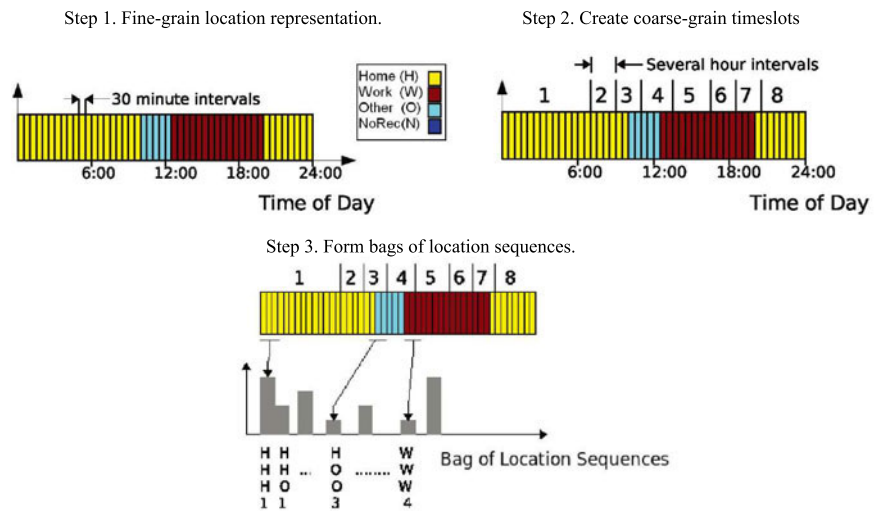 Step 1. Fine-grain location representation.
Step 2. Create coarse-grain timeslots
30 minute intervals
Home (H)
Work (W)
Other (O)
NoRec(N)
Several hour intervals
1 2 3 4 5 6 7 8
6:00 12:00 18:00 24:00
Time of Day
6:00 12:00 18:00 24:00
Time of Day
Step 3. Form bags of location sequences.
1 2 3 4 5 6 7 8
Bag of Location Sequences
H H H W
H H ... O ........ W
H O O W
1 1 3 4